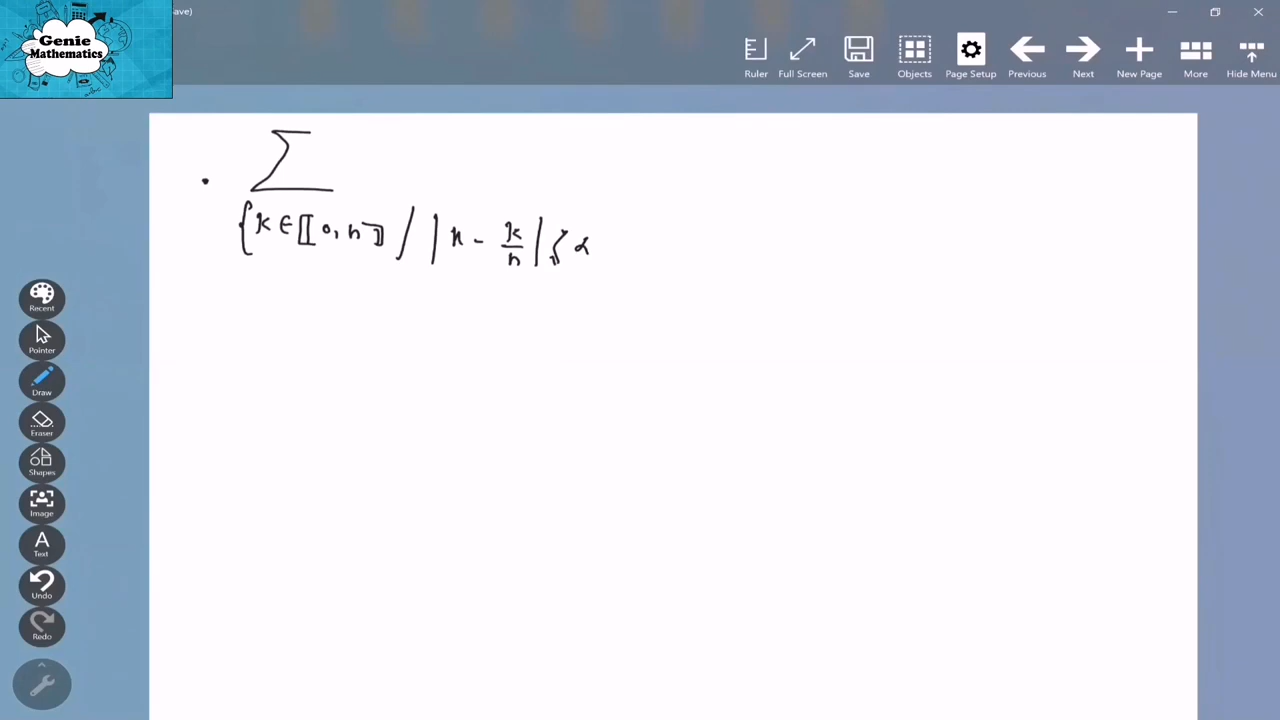 Genie
Mathematics
ave)
Ruler
Full Screen
Save
Objects
Page Setup
Previous
Next
New Page
More
Hide Menu
. ∑
{k ∈ ⟦0, n⟧ / |x - k/n| ≤ α
Recent
Pointer
Draw
Eraser
Shapes
Image
A
Text
Undo
Redo